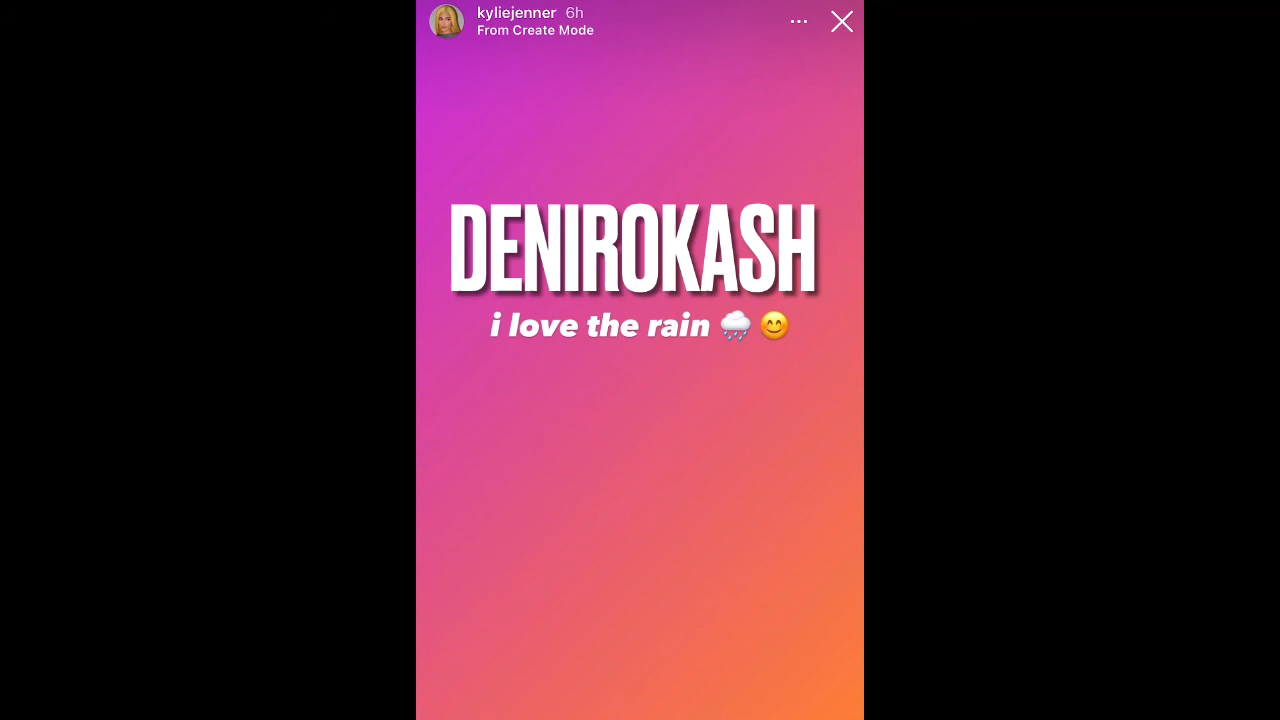 kyliejenner 6h
From Create Mode
DENIROKASH
i love the rain 🌧️ 😊